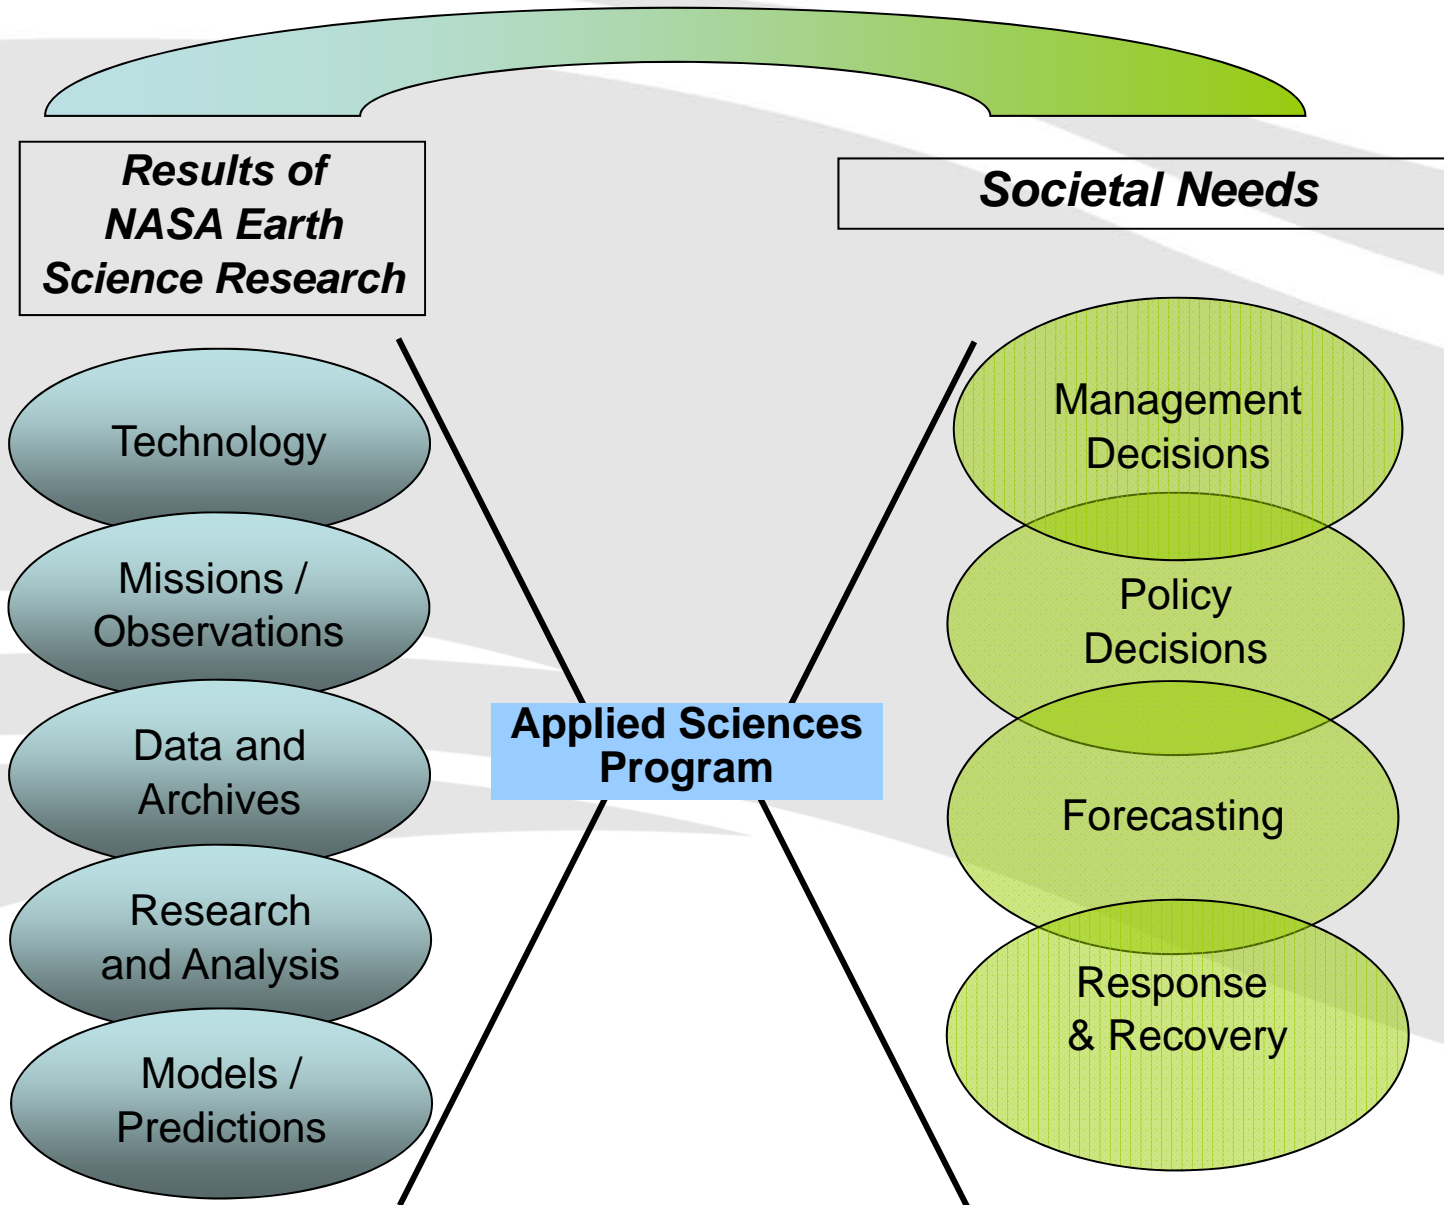 Results of
NASA Earth
Science Research
Societal Needs
Technology
Missions /
Observations
Data and
Archives
Research
and Analysis
Models /
Predictions
Applied Sciences
Program
Management
Decisions
Policy
Decisions
Forecasting
Response
& Recovery